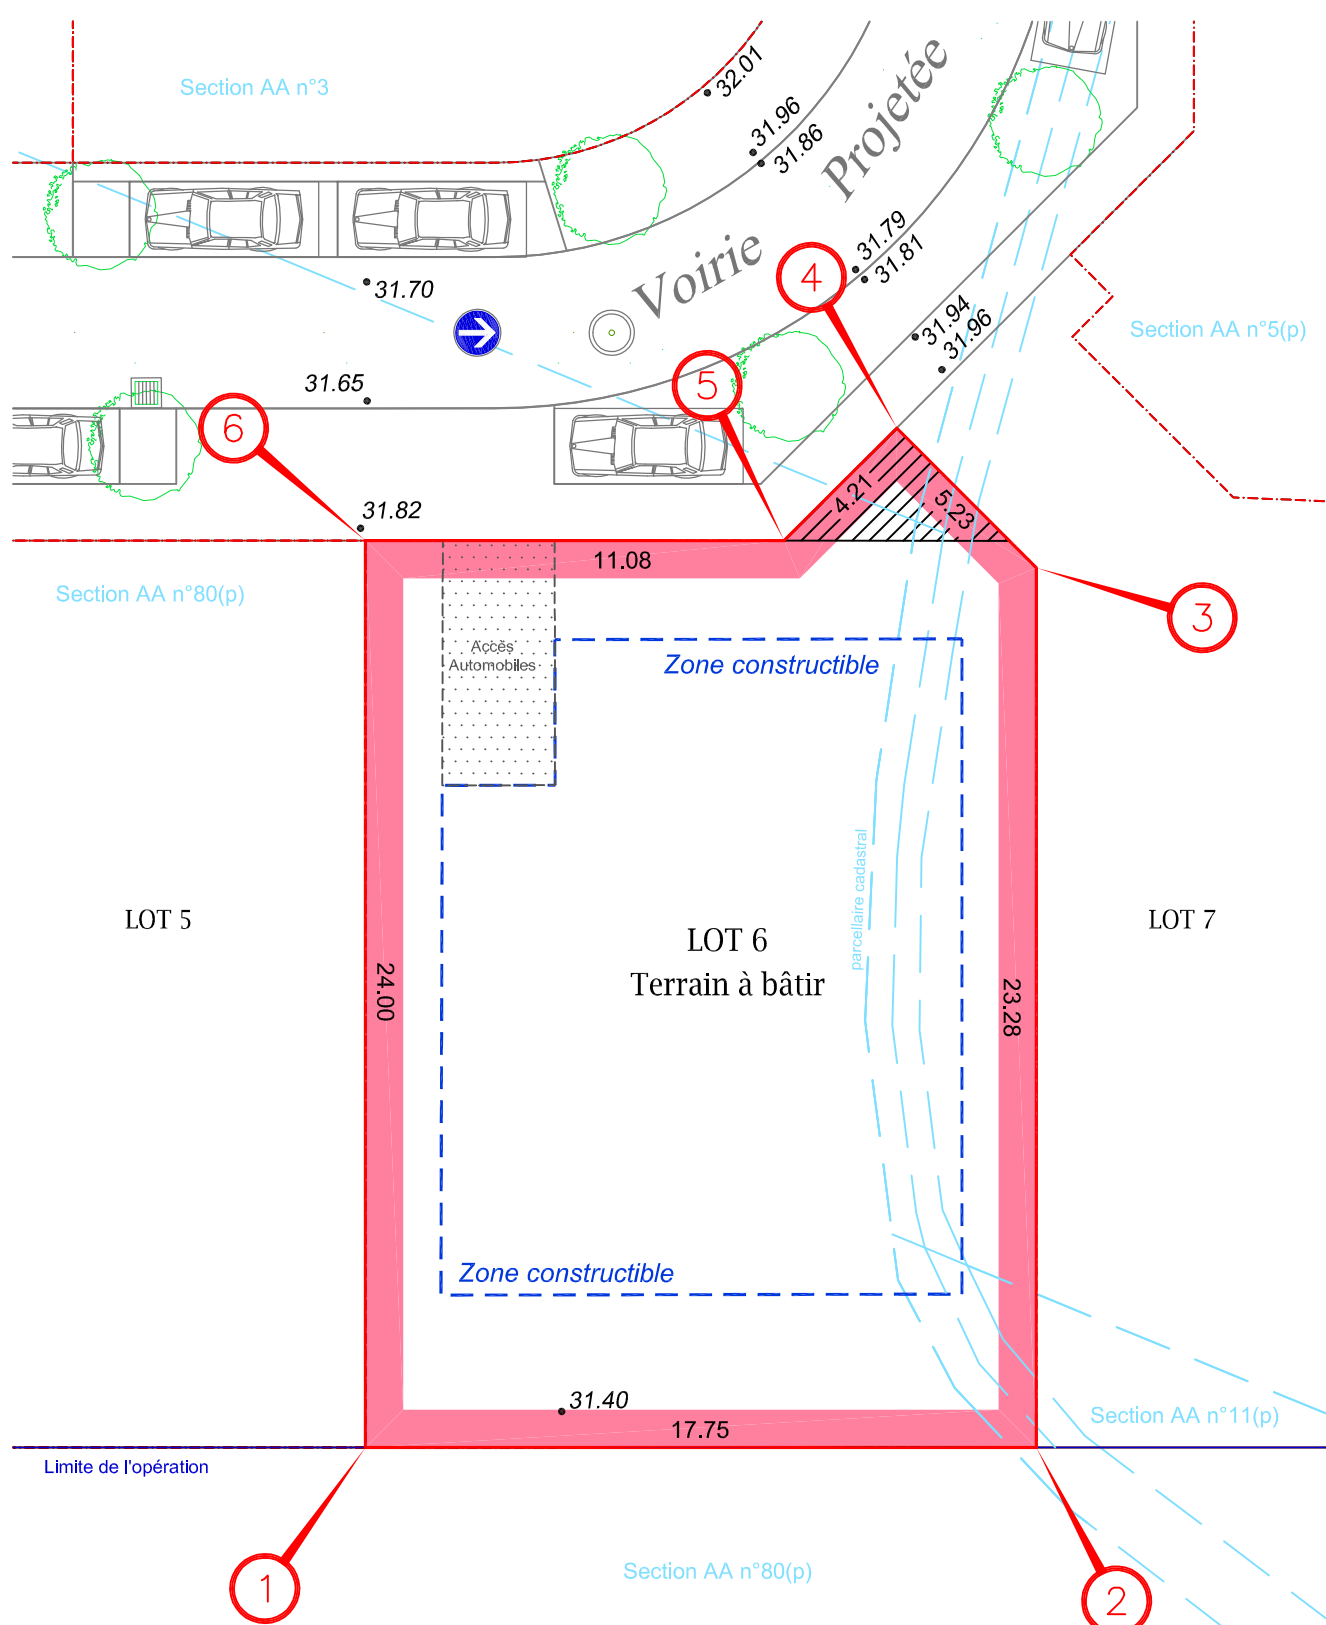 Section AA n°3
32.01
31.96
31.86
Voirie Projetée
31.79
31.81
31.70
4
31.94
31.96
Section AA n°5(p)
31.65
5
6
31.82
4.21
5.23
11.08
Section AA n°80(p)
3
Accès
Automobiles
Zone constructible
parcellaire cadastral
LOT 5
LOT 6
Terrain à bâtir
LOT 7
24.00
23.28
Zone constructible
31.40
17.75
Section AA n°11(p)
Limite de l'opération
Section AA n°80(p)
1
2